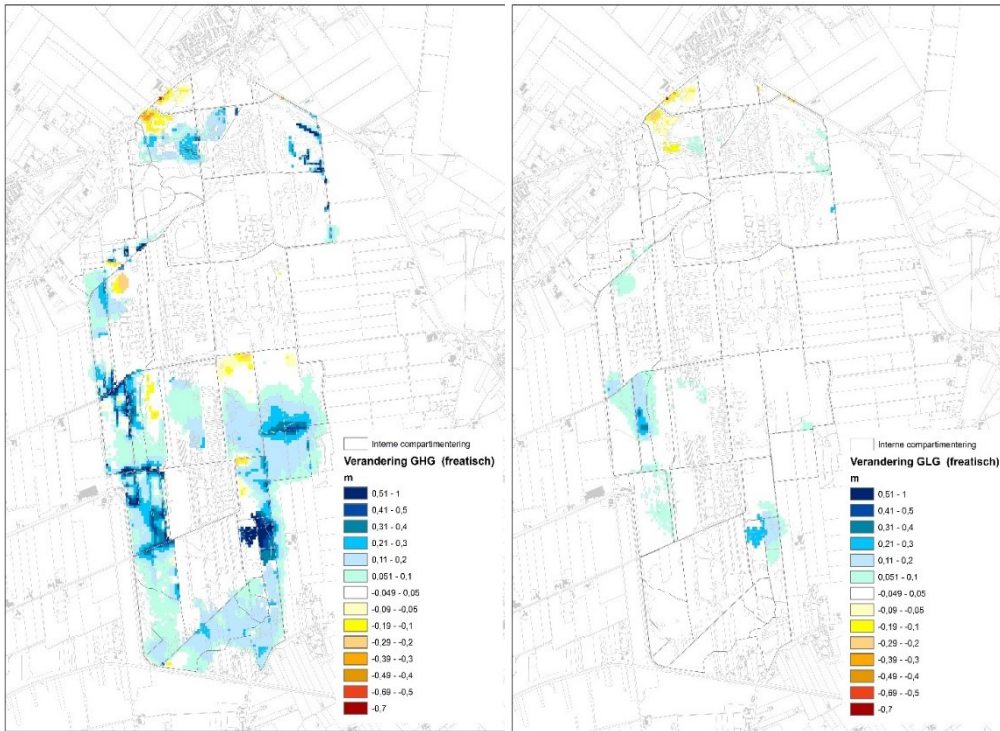 Interne compartimentering
Verandering GHG (freatisch)
m
0,51 - 1
0,41 - 0,5
0,31 - 0,4
0,21 - 0,3
0,11 - 0,2
0,051 - 0,1
-0,049 - 0,05
-0,09 - -0,05
-0,19 - -0,1
-0,29 - -0,2
-0,39 - -0,3
-0,49 - -0,4
-0,69 - -0,5
-0,7
Interne compartimentering
Verandering GLG (freatisch)
m
0,51 - 1
0,41 - 0,5
0,31 - 0,4
0,21 - 0,3
0,11 - 0,2
0,051 - 0,1
-0,049 - 0,05
-0,09 - -0,05
-0,19 - -0,1
-0,29 - -0,2
-0,39 - -0,3
-0,49 - -0,4
-0,69 - -0,5
-0,7